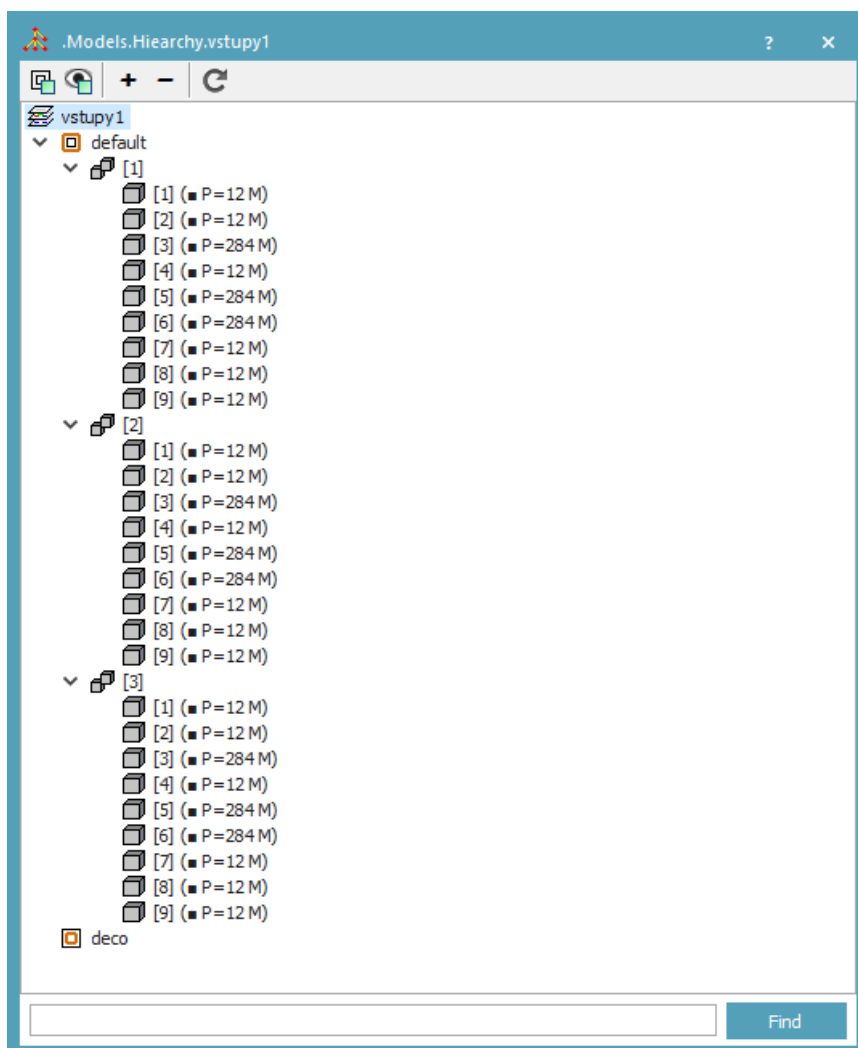 .Models.Hiearchy.vstupy1 ? ×
+ −
vstupy1
default
[1]
[1] (■ P=12 M)
[2] (■ P=12 M)
[3] (■ P=284 M)
[4] (■ P=12 M)
[5] (■ P=284 M)
[6] (■ P=284 M)
[7] (■ P=12 M)
[8] (■ P=12 M)
[9] (■ P=12 M)
[2]
[1] (■ P=12 M)
[2] (■ P=12 M)
[3] (■ P=284 M)
[4] (■ P=12 M)
[5] (■ P=284 M)
[6] (■ P=284 M)
[7] (■ P=12 M)
[8] (■ P=12 M)
[9] (■ P=12 M)
[3]
[1] (■ P=12 M)
[2] (■ P=12 M)
[3] (■ P=284 M)
[4] (■ P=12 M)
[5] (■ P=284 M)
[6] (■ P=284 M)
[7] (■ P=12 M)
[8] (■ P=12 M)
[9] (■ P=12 M)
deco
Find